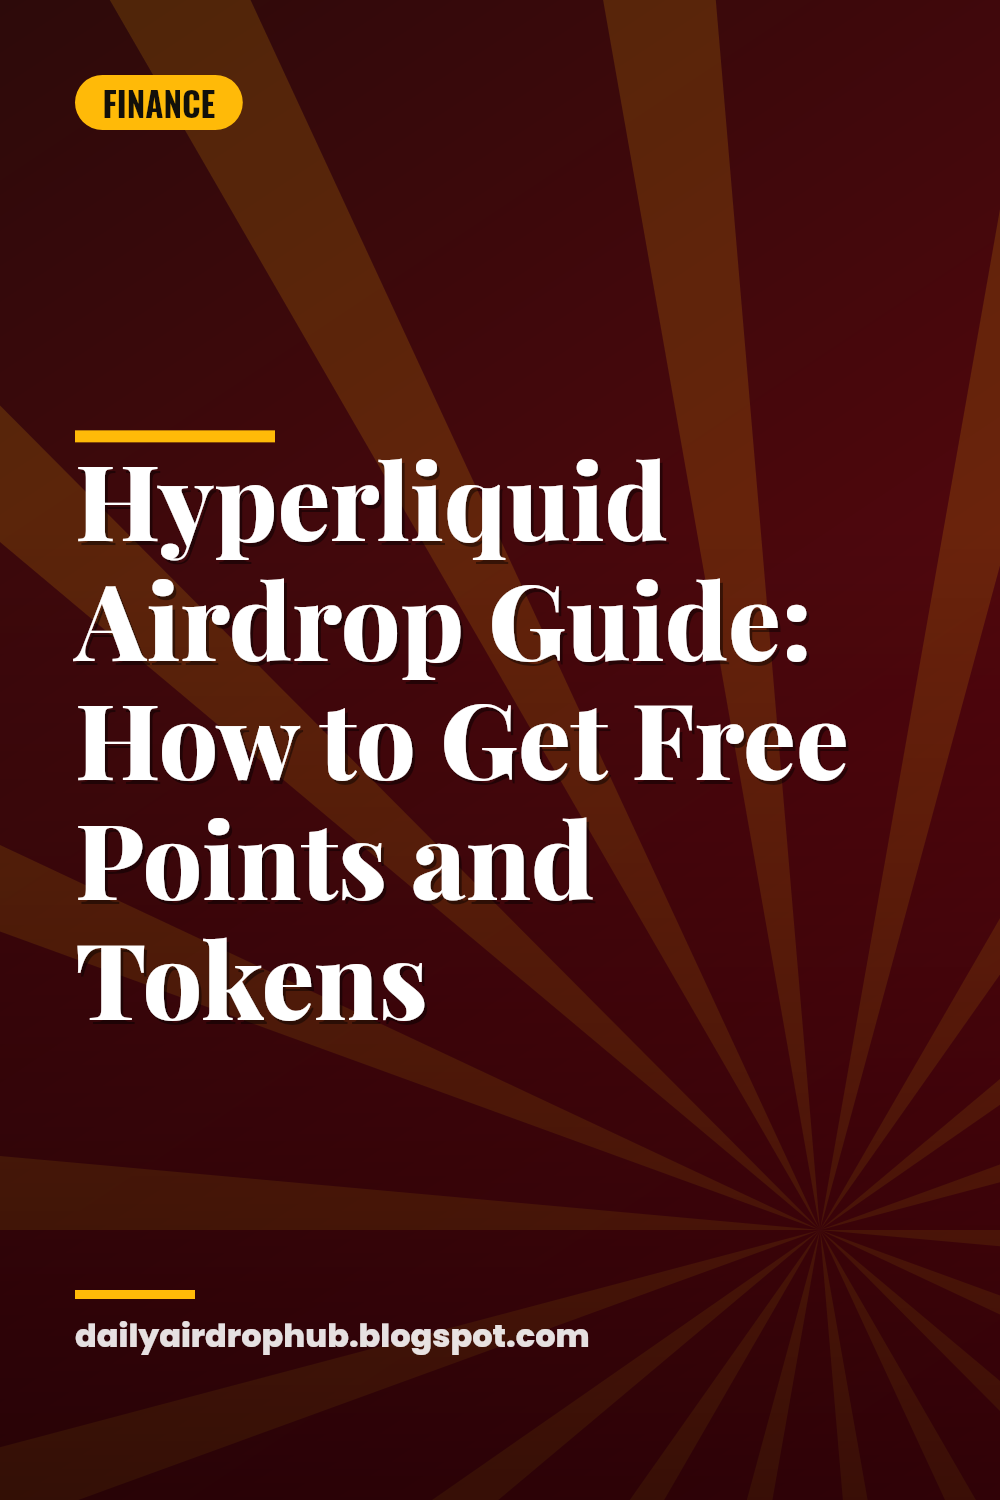 FINANCE
Hyperliquid
Airdrop Guide:
How to Get Free
Points and
Tokens
dailyairdrophub.blogspot.com